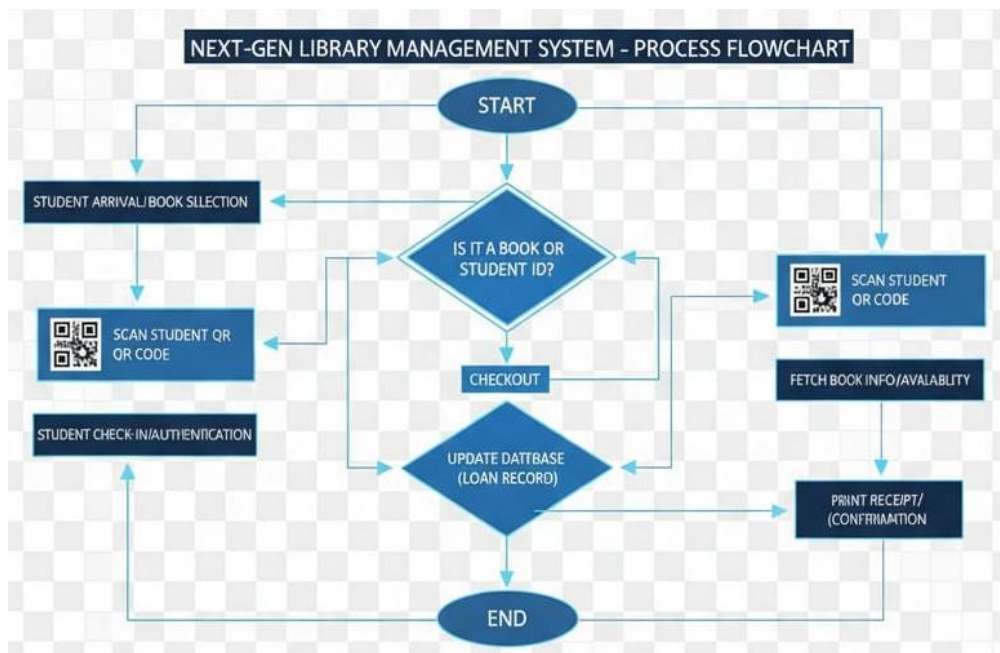 NEXT-GEN LIBRARY MANAGEMENT SYSTEM - PROCESS FLOWCHART
START
STUDENT ARRIVAL/BOOK SLLECTION
IS IT A BOOK OR
STUDENT ID?
SCAN STUDENT QR
QR CODE
SCAN STUDENT
QR CODE
CHECKOUT
FETCH BOOK INFO/AVALABLITY
STUDENT CHECK-IN/AUTHENTICATION
UPDATE DATTBASE
(LOAN RECORD)
PRINT RECEIPT/
(CONFIRMAMTION
END